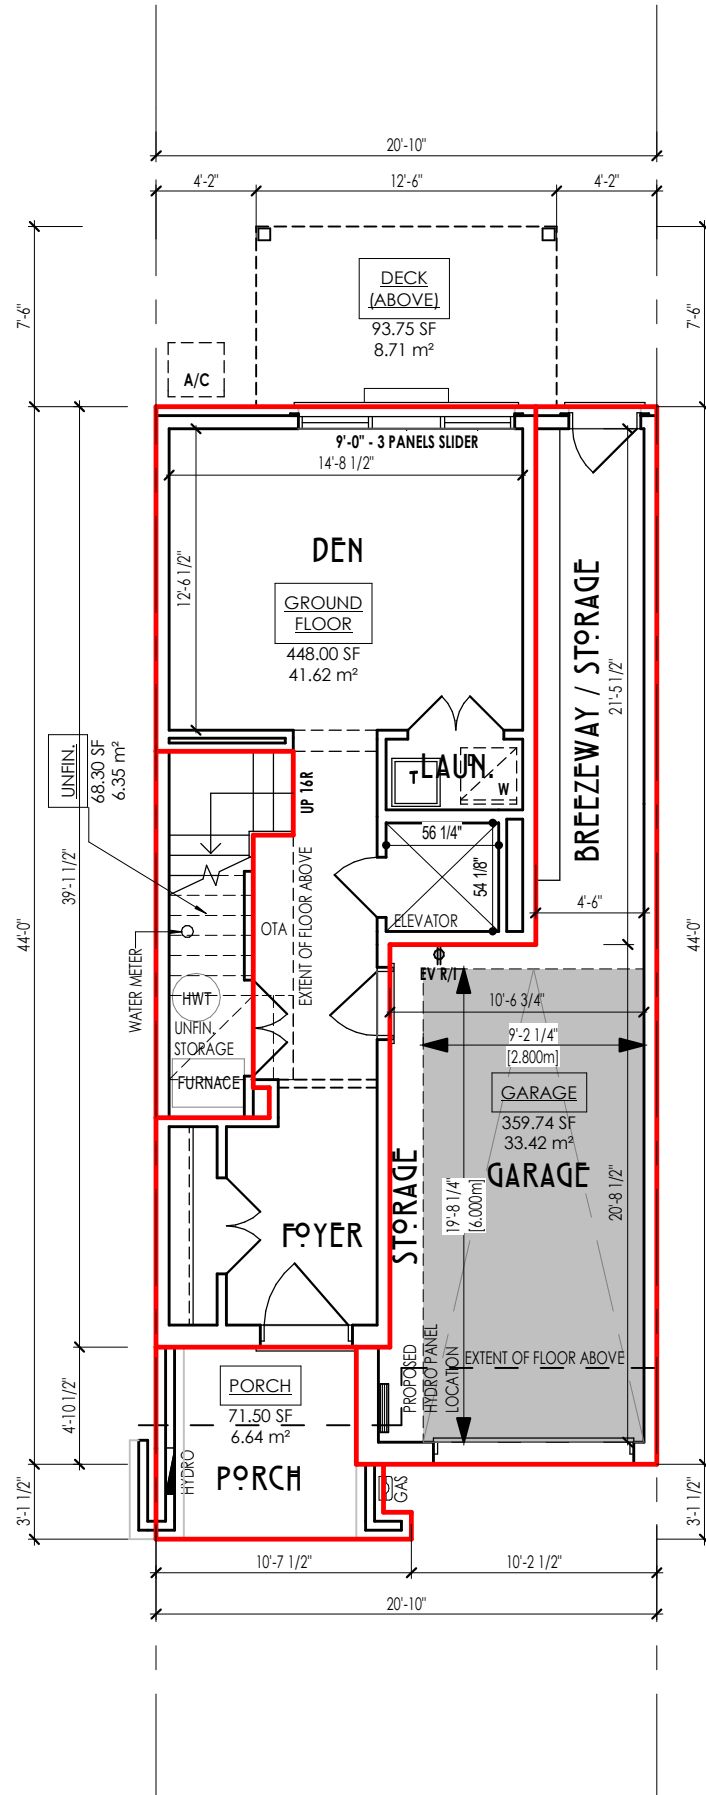 20'-10"
4'-2"
12'-6"
4'-2"
7'-6"
7'-6"
DECK
(ABOVE)
93.75 SF
8.71 m²
A/C
9'-0" - 3 PANELS SLIDER
14'-8 1/2"
12'-6 1/2"
DEN
GROUND
FLOOR
448.00 SF
41.62 m²
BREEZEWAY / STORAGE
21'-5 1/2"
UNFIN.
68.30 SF
6.35 m²
UP 16R
LAUN.
T
D
W
56 1/4"
54 1/8"
ELEVATOR
39'-1 1/2"
44'-0"
44'-0"
EXTENT OF FLOOR ABOVE
OTA
4'-6"
WATER METER
EV R/I
HWT
UNFIN.
STORAGE
FURNACE
10'-6 3/4"
9'-2 1/4"
[2.800m]
GARAGE
359.74 SF
33.42 m²
GARAGE
STORAGE
19'-8 1/4"
[6.000m]
20'-8 1/2"
FOYER
PROPOSED
HYDRO PANEL
LOCATION
EXTENT OF FLOOR ABOVE
PORCH
71.50 SF
6.64 m²
4'-10 1/2"
HYDRO
PORCH
GAS
3'-1 1/2"
3'-1 1/2"
10'-7 1/2"
10'-2 1/2"
20'-10"